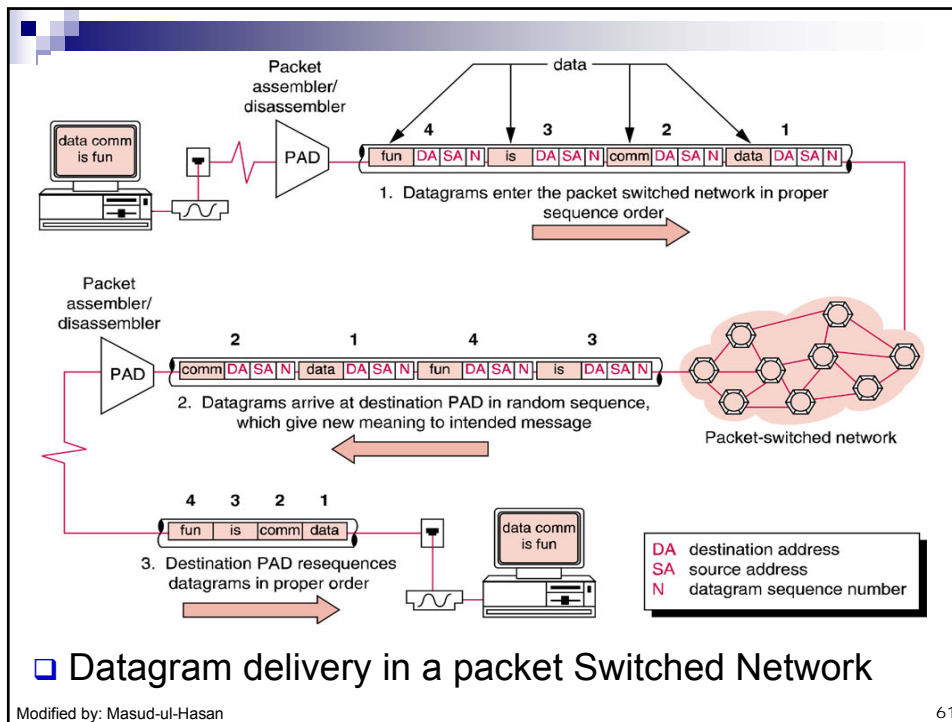 Packet
assembler/
disassembler
data
data comm
is fun
PAD
4 3 2 1
fun DA SA N is DA SA N comm DA SA N data DA SA N
1. Datagrams enter the packet switched network in proper
sequence order
Packet
assembler/
disassembler
PAD
2 1 4 3
comm DA SA N data DA SA N fun DA SA N is DA SA N
2. Datagrams arrive at destination PAD in random sequence,
which give new meaning to intended message
Packet-switched network
4 3 2 1
fun is comm data
3. Destination PAD resequences
datagrams in proper order
data comm
is fun
DA destination address
SA source address
N datagram sequence number
Datagram delivery in a packet Switched Network
Modified by: Masud-ul-Hasan
61